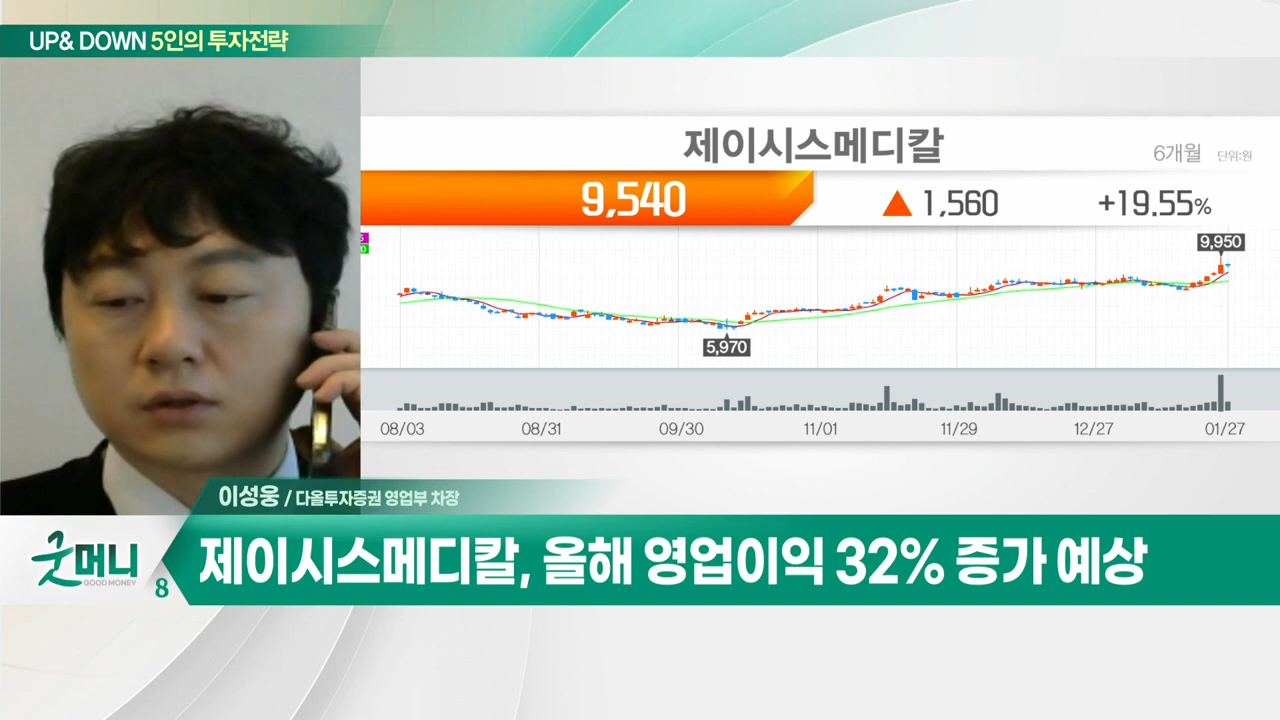 UP& DOWN 5인의 투자전략
제이시스메디칼
6개월 단위:원
9,540 ▲ 1,560 +19.55%
9,950
5,970
08/03 08/31 09/30 11/01 11/29 12/27 01/27
이성웅 / 다올투자증권 영업부 차장
굿머니
GOOD MONEY
8
제이시스메디칼, 올해 영업이익 32% 증가 예상